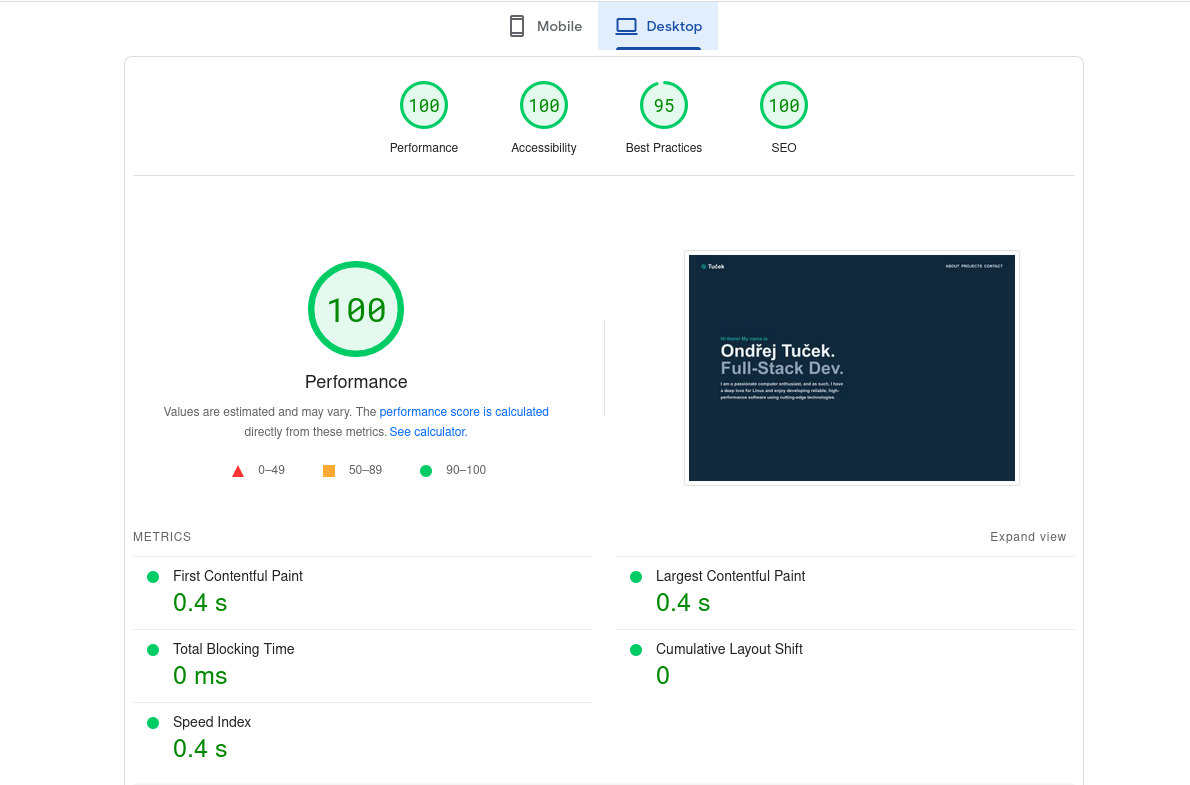 Mobile
Desktop
100
100
95
100
Performance
Accessibility
Best Practices
SEO
100
Performance
Values are estimated and may vary. The performance score is calculated
directly from these metrics. See calculator.
0–49
50–89
90–100
Tuček
ABOUT PROJECTS CONTACT
Hi there! My name is
Ondřej Tuček.
Full-Stack Dev.
I am a passionate computer enthusiast, and as such, I have
a deep love for Linux and enjoy developing reliable, high-
performance software using cutting-edge technologies.
METRICS
Expand view
First Contentful Paint
0.4 s
Largest Contentful Paint
0.4 s
Total Blocking Time
0 ms
Cumulative Layout Shift
0
Speed Index
0.4 s